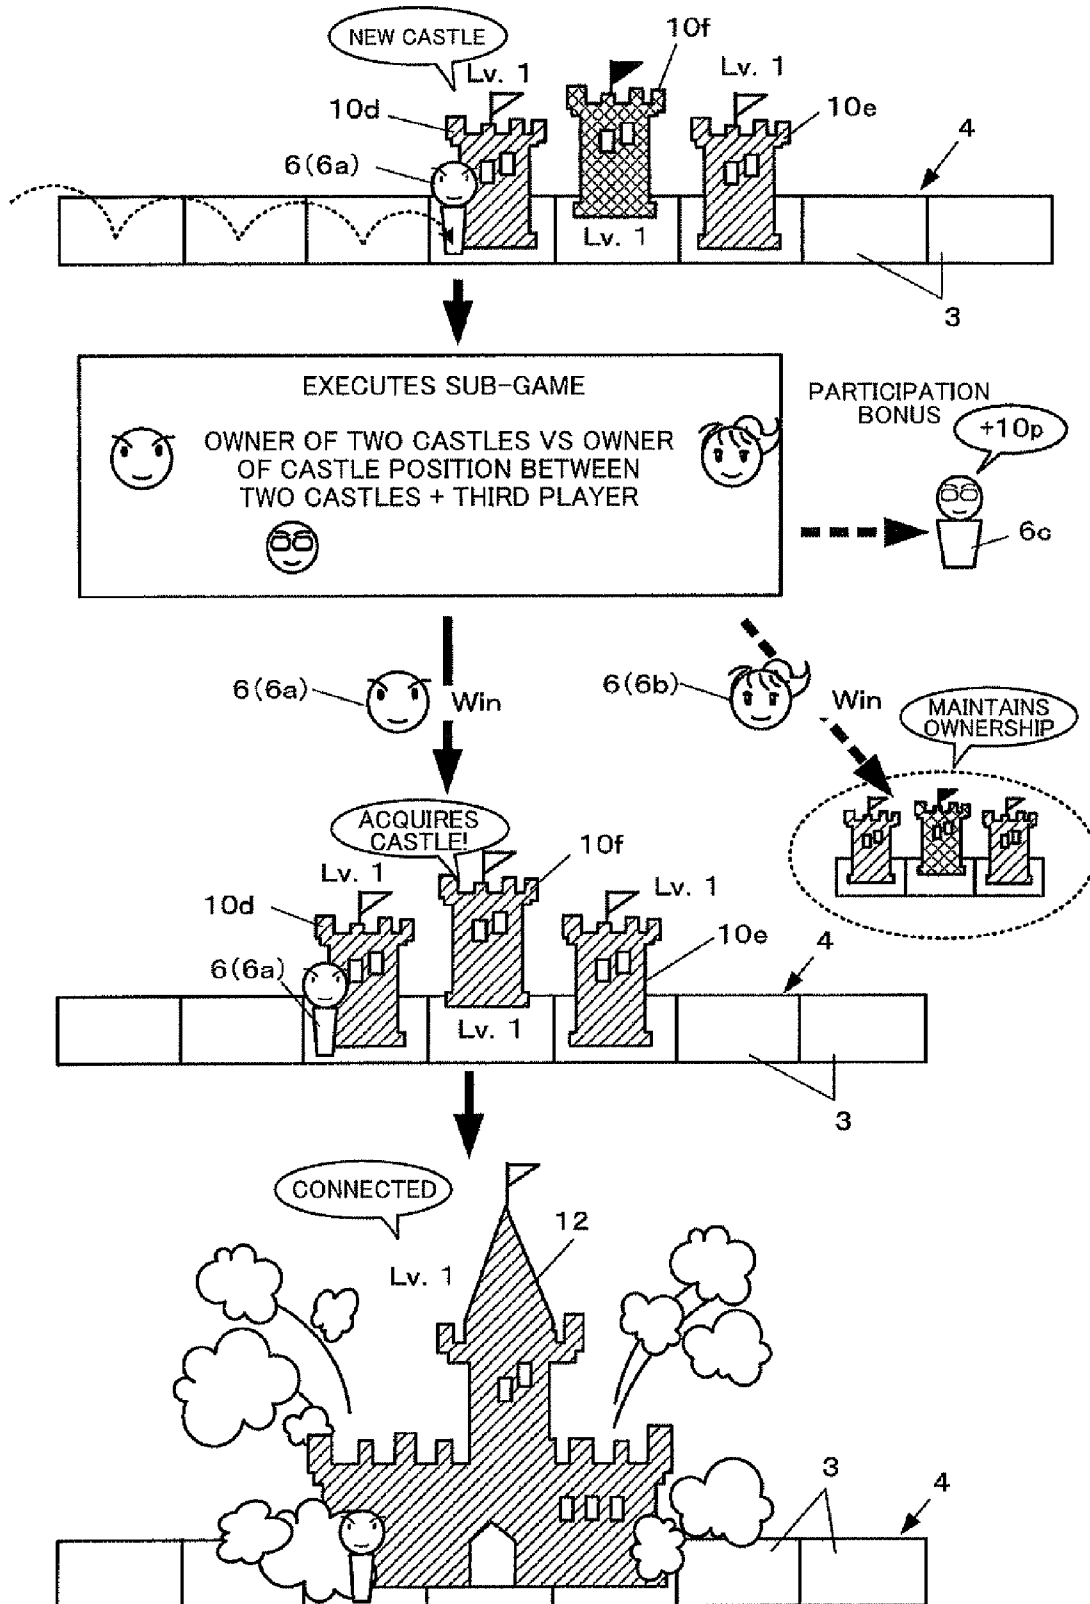 NEW CASTLE
10f
Lv. 1
Lv. 1
10d
10e
4
6(6a)
Lv. 1
3
EXECUTES SUB-GAME
OWNER OF TWO CASTLES VS OWNER
OF CASTLE POSITION BETWEEN
TWO CASTLES + THIRD PLAYER
PARTICIPATION
BONUS
+10p
6c
6(6a)
Win
6(6b)
Win
MAINTAINS
OWNERSHIP
ACQUIRES
CASTLE!
10f
Lv. 1
Lv. 1
10d
10e
4
6(6a)
Lv. 1
3
CONNECTED
12
Lv. 1
3
4